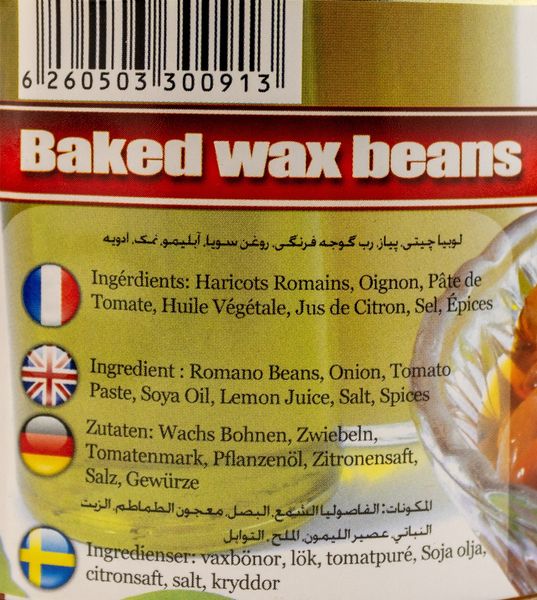 6 260503 300913
Baked wax beans
لوبیا چیتی، پیاز، رب گوجه فرنگی، روغن سویا، آبلیمو، نمک، ادویه
Ingérdients: Haricots Romains, Oignon, Pâte de
Tomate, Huile Végétale, Jus de Citron, Sel, Épices
Ingredient : Romano Beans, Onion, Tomato
Paste, Soya Oil, Lemon Juice, Salt, Spices
Zutaten: Wachs Bohnen, Zwiebeln,
Tomatenmark, Pflanzenöl, Zitronensaft,
Salz, Gewürze
المكونات: الفاصوليا الشمع، البصل، معجون الطماطم، الزيت
النباتي، عصير الليمون، الملح، التوابل
Ingredienser: vaxbönor, lök, tomatpuré, Soja olja,
citronsaft, salt, kryddor